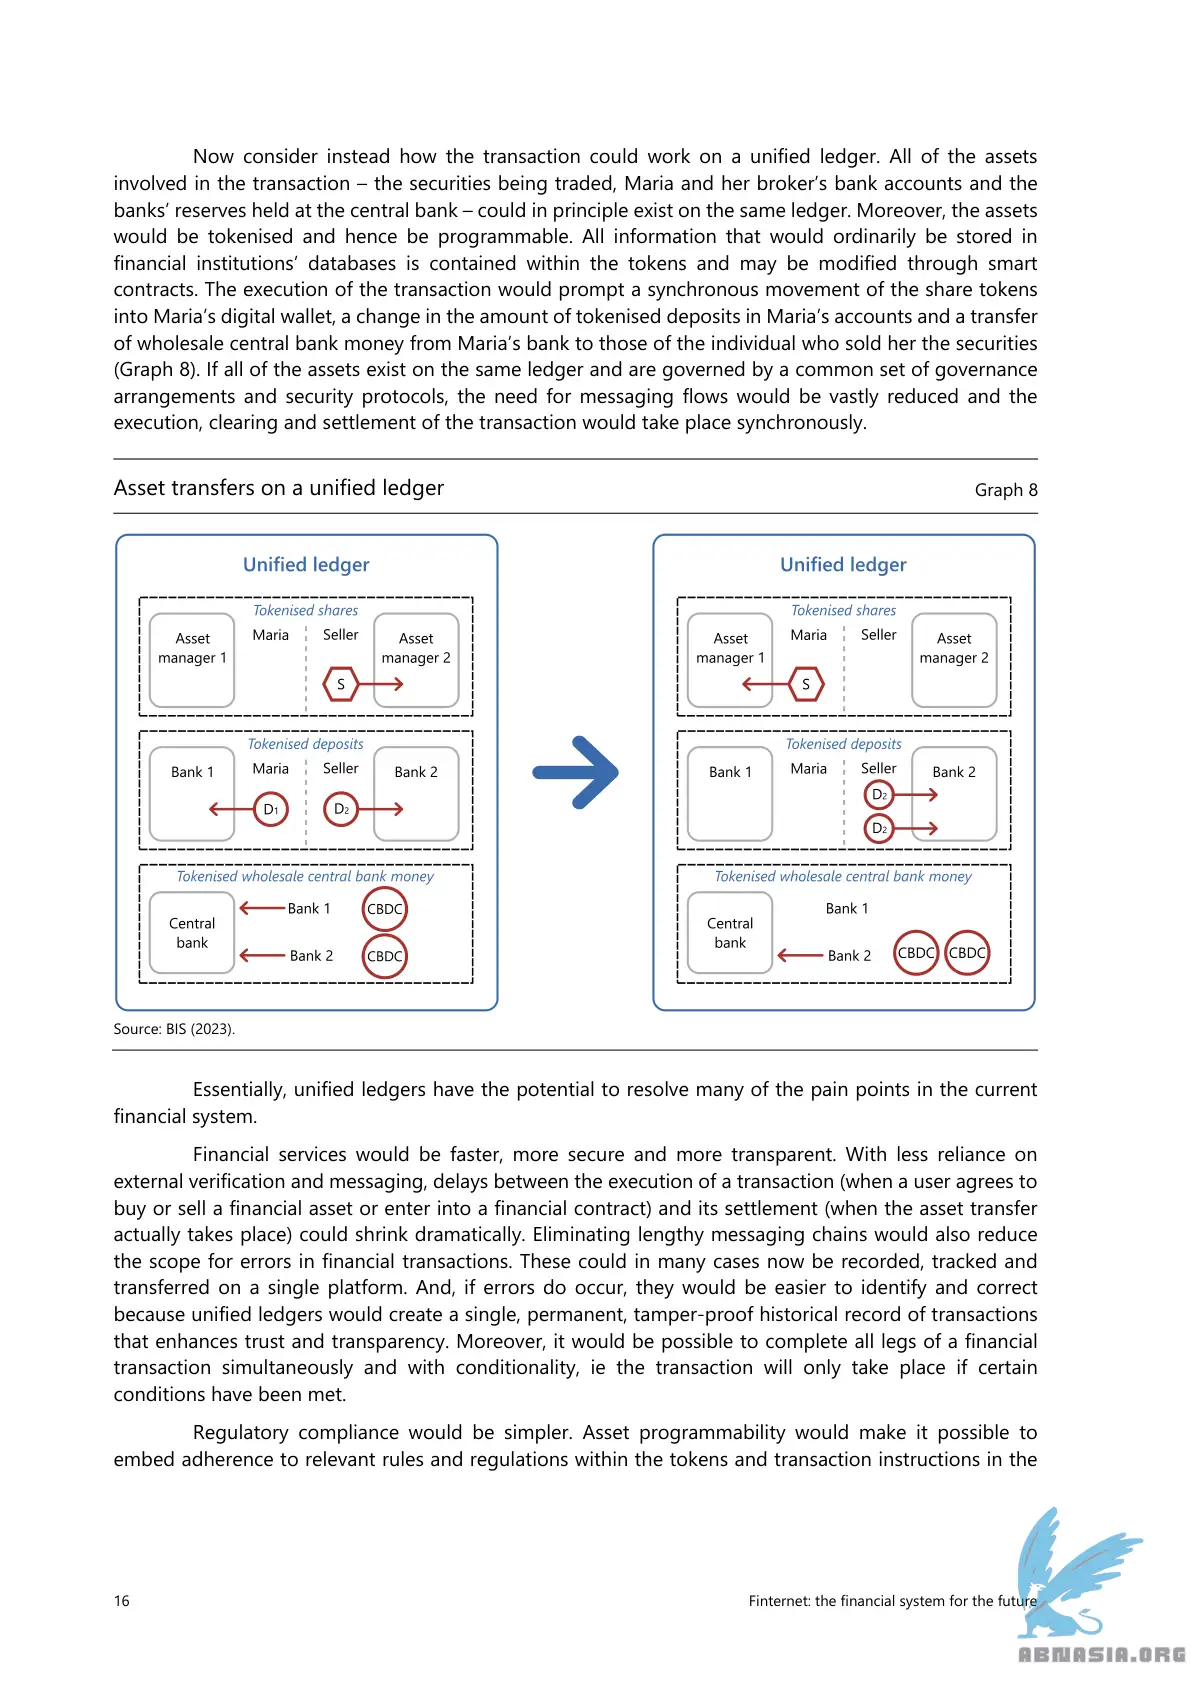 Now consider instead how the transaction could work on a unified ledger. All of the assets
involved in the transaction – the securities being traded, Maria and her broker’s bank accounts and the
banks’ reserves held at the central bank – could in principle exist on the same ledger. Moreover, the assets
would be tokenised and hence be programmable. All information that would ordinarily be stored in
financial institutions’ databases is contained within the tokens and may be modified through smart
contracts. The execution of the transaction would prompt a synchronous movement of the share tokens
into Maria’s digital wallet, a change in the amount of tokenised deposits in Maria’s accounts and a transfer
of wholesale central bank money from Maria’s bank to those of the individual who sold her the securities
(Graph 8). If all of the assets exist on the same ledger and are governed by a common set of governance
arrangements and security protocols, the need for messaging flows would be vastly reduced and the
execution, clearing and settlement of the transaction would take place synchronously.
Asset transfers on a unified ledger
Graph 8
Unified ledger
Tokenised shares
Asset
manager 1
Maria
Seller
Asset
manager 2
S
Tokenised deposits
Bank 1
Maria
Seller
Bank 2
D1
D2
Tokenised wholesale central bank money
Central
bank
Bank 1
CBDC
Bank 2
CBDC
Unified ledger
Tokenised shares
Asset
manager 1
Maria
Seller
Asset
manager 2
S
Tokenised deposits
Bank 1
Maria
Seller
Bank 2
D2
D2
Tokenised wholesale central bank money
Central
bank
Bank 1
Bank 2
CBDC
CBDC
Source: BIS (2023).
Essentially, unified ledgers have the potential to resolve many of the pain points in the current
financial system.
Financial services would be faster, more secure and more transparent. With less reliance on
external verification and messaging, delays between the execution of a transaction (when a user agrees to
buy or sell a financial asset or enter into a financial contract) and its settlement (when the asset transfer
actually takes place) could shrink dramatically. Eliminating lengthy messaging chains would also reduce
the scope for errors in financial transactions. These could in many cases now be recorded, tracked and
transferred on a single platform. And, if errors do occur, they would be easier to identify and correct
because unified ledgers would create a single, permanent, tamper-proof historical record of transactions
that enhances trust and transparency. Moreover, it would be possible to complete all legs of a financial
transaction simultaneously and with conditionality, ie the transaction will only take place if certain
conditions have been met.
Regulatory compliance would be simpler. Asset programmability would make it possible to
embed adherence to relevant rules and regulations within the tokens and transaction instructions in the
16
Finternet: the financial system for the future
ABNASIA.ORG